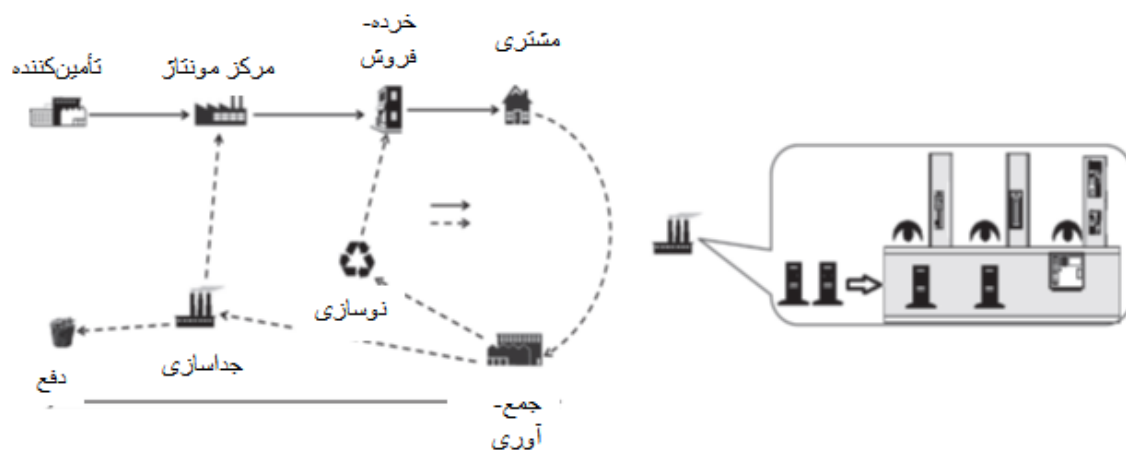 خرده-
فروش
مشتری
تأمین‌کننده
مرکز مونتاژ
نوسازی
جداسازی
دفع
جمع-
آوری